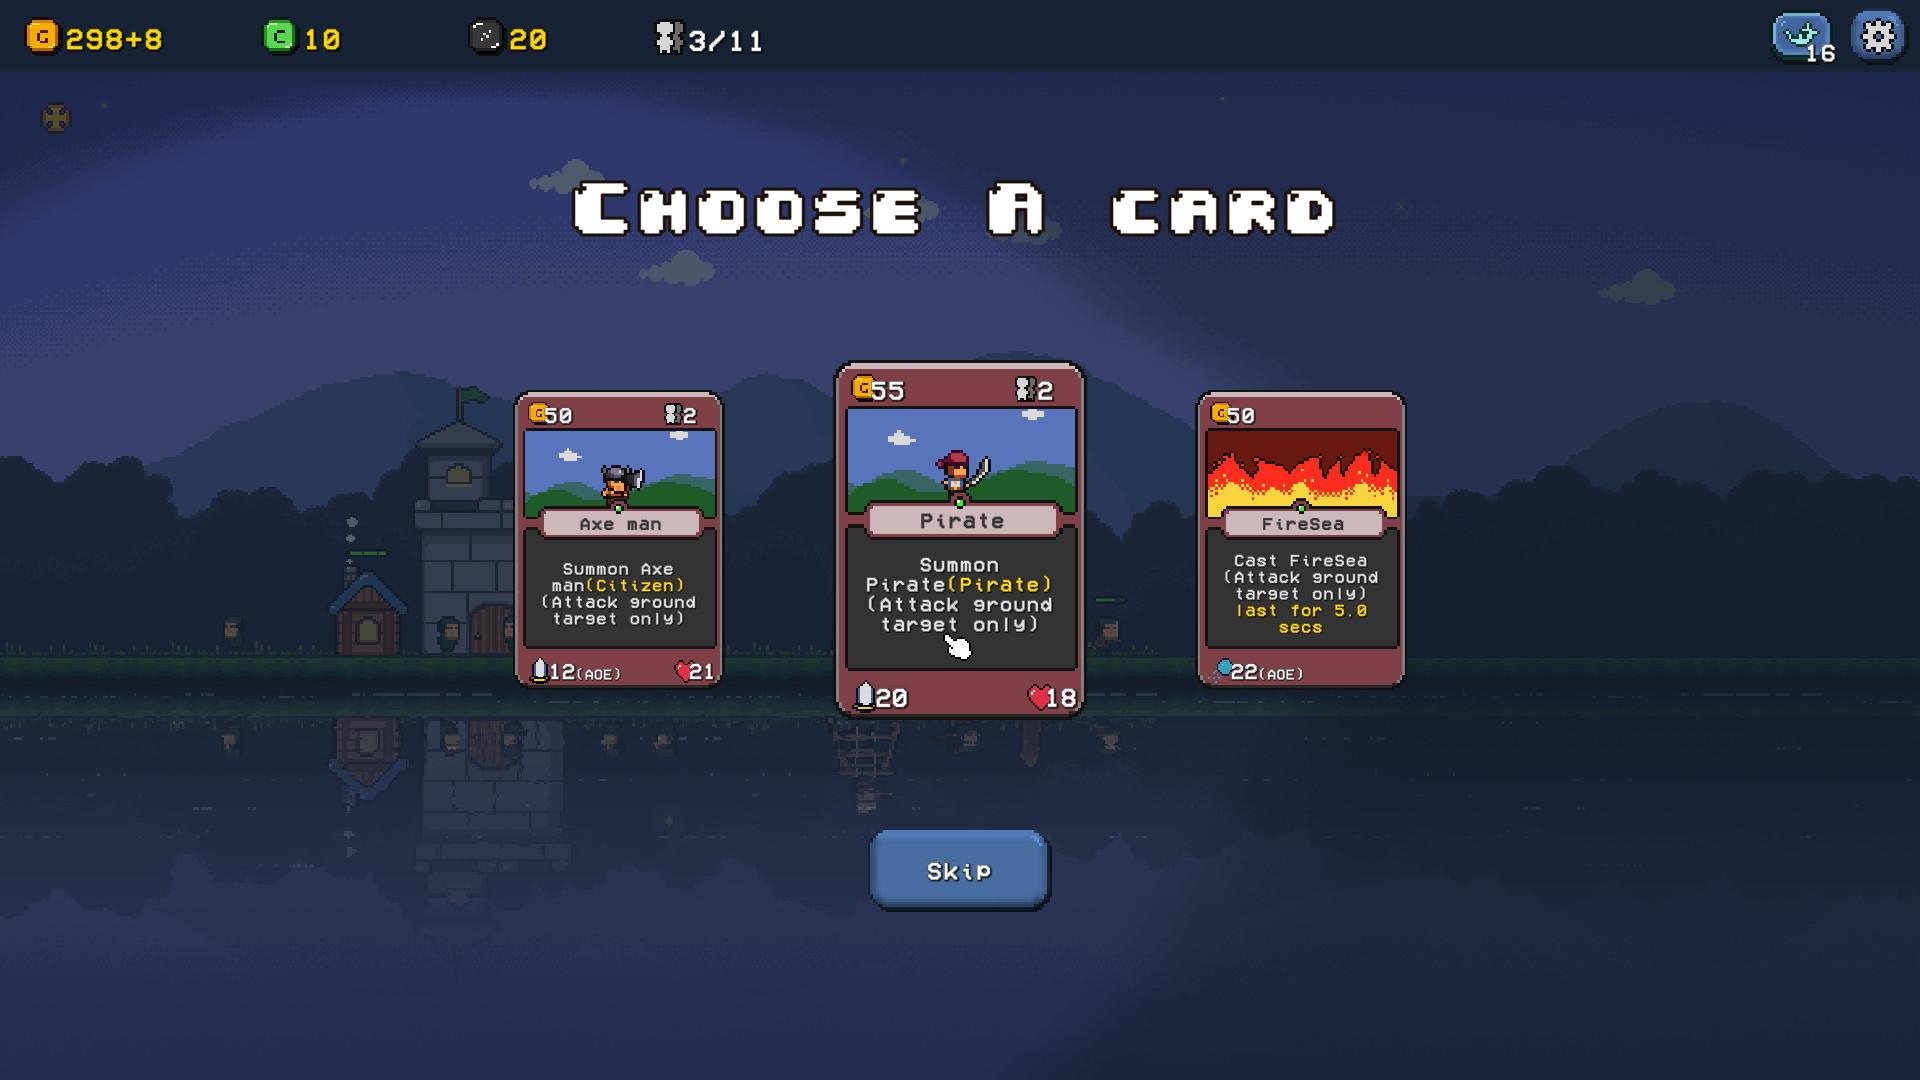 G 298+8
C 10
20
3/11
16
Choose A card
G 50 2
Axe man
Summon Axe
man(Citizen)
(Attack ground
target only)
12(AOE) 21
G 55 2
Pirate
Summon
Pirate(Pirate)
(Attack ground
target only)
20 18
G 50
FireSea
Cast FireSea
(Attack ground
target only)
last for 5.0
secs
22(AOE)
Skip